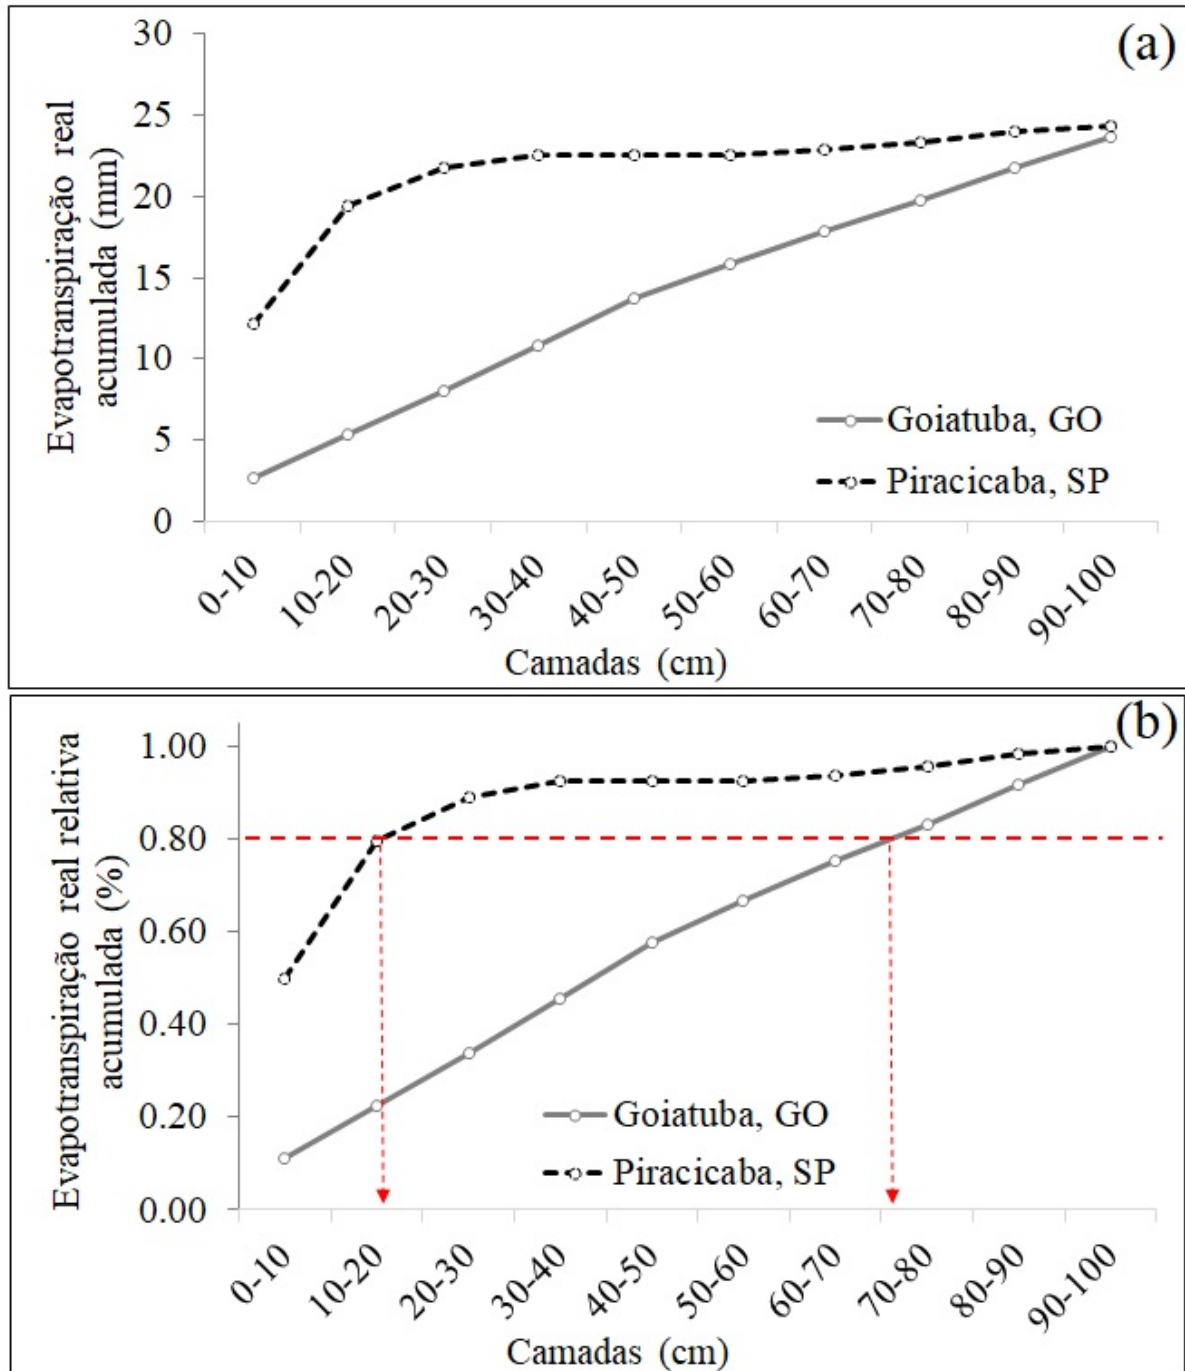 (a)
Evapotranspiração real
acumulada (mm)
30
25
20
15
10
5
0
Goiatuba, GO
Piracicaba, SP
0-10
10-20
20-30
30-40
40-50
50-60
60-70
70-80
80-90
90-100
Camadas (cm)
(b)
Evapotranspiração real relativa
acumulada (%)
1.00
0.80
0.60
0.40
0.20
0.00
Goiatuba, GO
Piracicaba, SP
0-10
10-20
20-30
30-40
40-50
50-60
60-70
70-80
80-90
90-100
Camadas (cm)